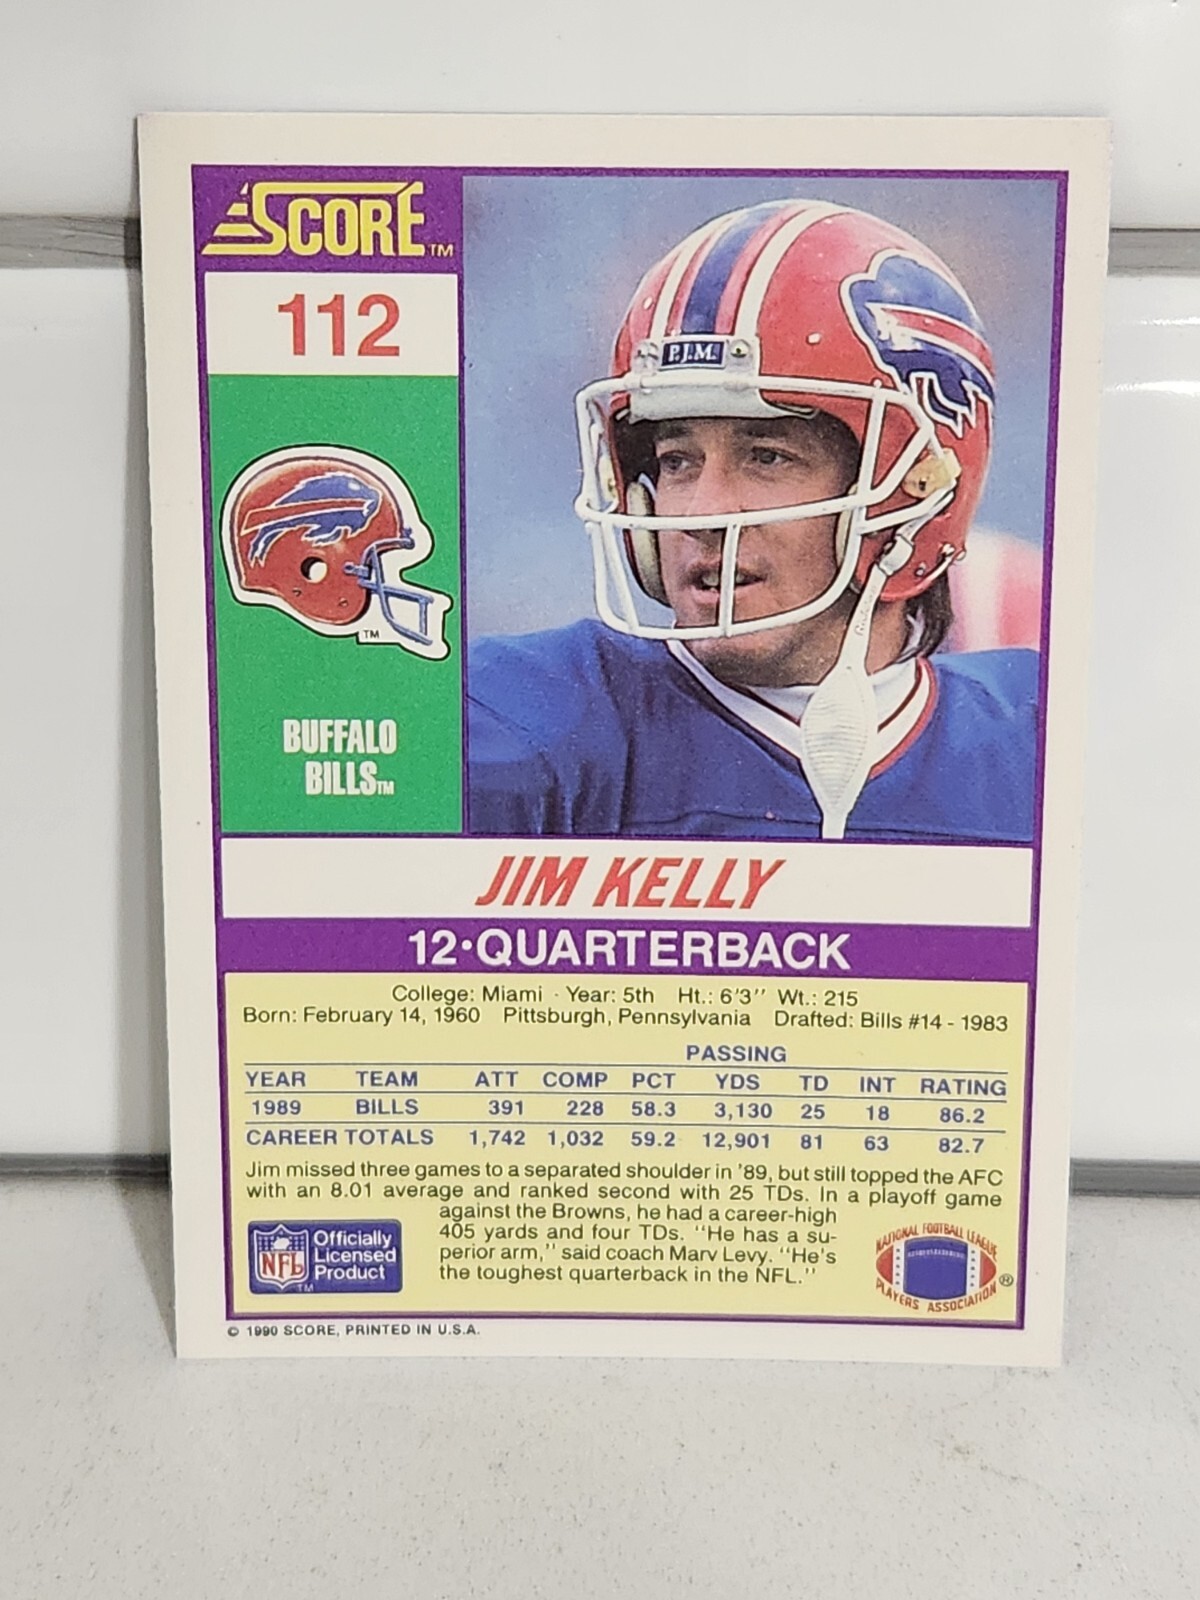 SCORE TM
112
P.J.M.
TM
BUFFALO
BILLS TM
JIM KELLY
12•QUARTERBACK
College: Miami · Year: 5th Ht.: 6'3'' Wt.: 215
Born: February 14, 1960 Pittsburgh, Pennsylvania Drafted: Bills #14 - 1983
PASSING
YEAR TEAM ATT COMP PCT YDS TD INT RATING
1989 BILLS 391 228 58.3 3,130 25 18 86.2
CAREER TOTALS 1,742 1,032 59.2 12,901 81 63 82.7
Jim missed three games to a separated shoulder in '89, but still topped the AFC
with an 8.01 average and ranked second with 25 TDs. In a playoff game
against the Browns, he had a career-high
405 yards and four TDs. "He has a su-
perior arm," said coach Marv Levy. "He's
the toughest quarterback in the NFL."
NFL
Officially
Licensed
Product
TM
NATIONAL FOOTBALL LEAGUE
PLAYERS ASSOCIATION ®
© 1990 SCORE, PRINTED IN U.S.A.